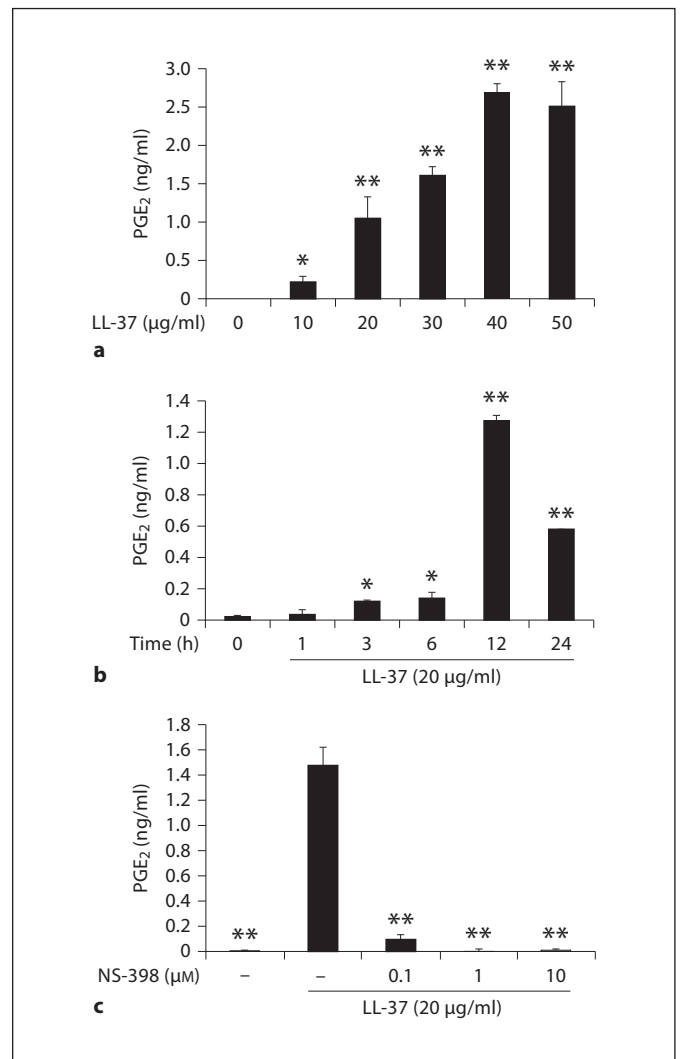 3.0
**
**
2.5
2.0
**
1.5
**
1.0
0.5
*
0
PGE₂ (ng/ml)
LL-37 (µg/ml) 0 10 20 30 40 50
a
1.4
**
1.2
1.0
0.8
0.6
**
0.4
0.2
* *
0
PGE₂ (ng/ml)
Time (h) 0 1 3 6 12 24
LL-37 (20 µg/ml)
b
1.8
1.6
1.4
1.2
1.0
0.8
0.6
0.4
0.2
** ** ** **
0
PGE₂ (ng/ml)
NS-398 (µM) – – 0.1 1 10
LL-37 (20 µg/ml)
c